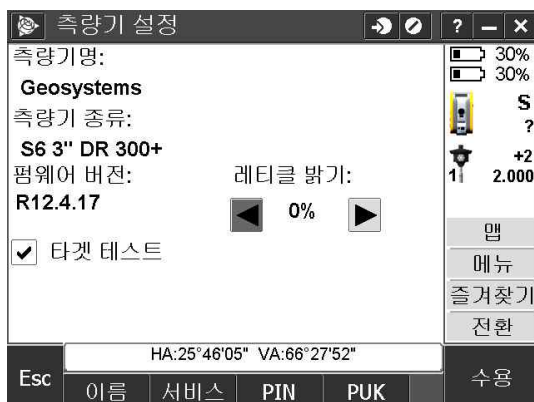 측량기 설정
? – ×
측량기명:
Geosystems
측량기 종류:
S6 3" DR 300+
펌웨어 버전:
R12.4.17
레티클 밝기:
0%
타겟 테스트
30%
30%
S
?
+2
1 2.000
맵
메뉴
즐겨찾기
전환
HA:25°46'05" VA:66°27'52"
Esc
이름
서비스
PIN
PUK
수용